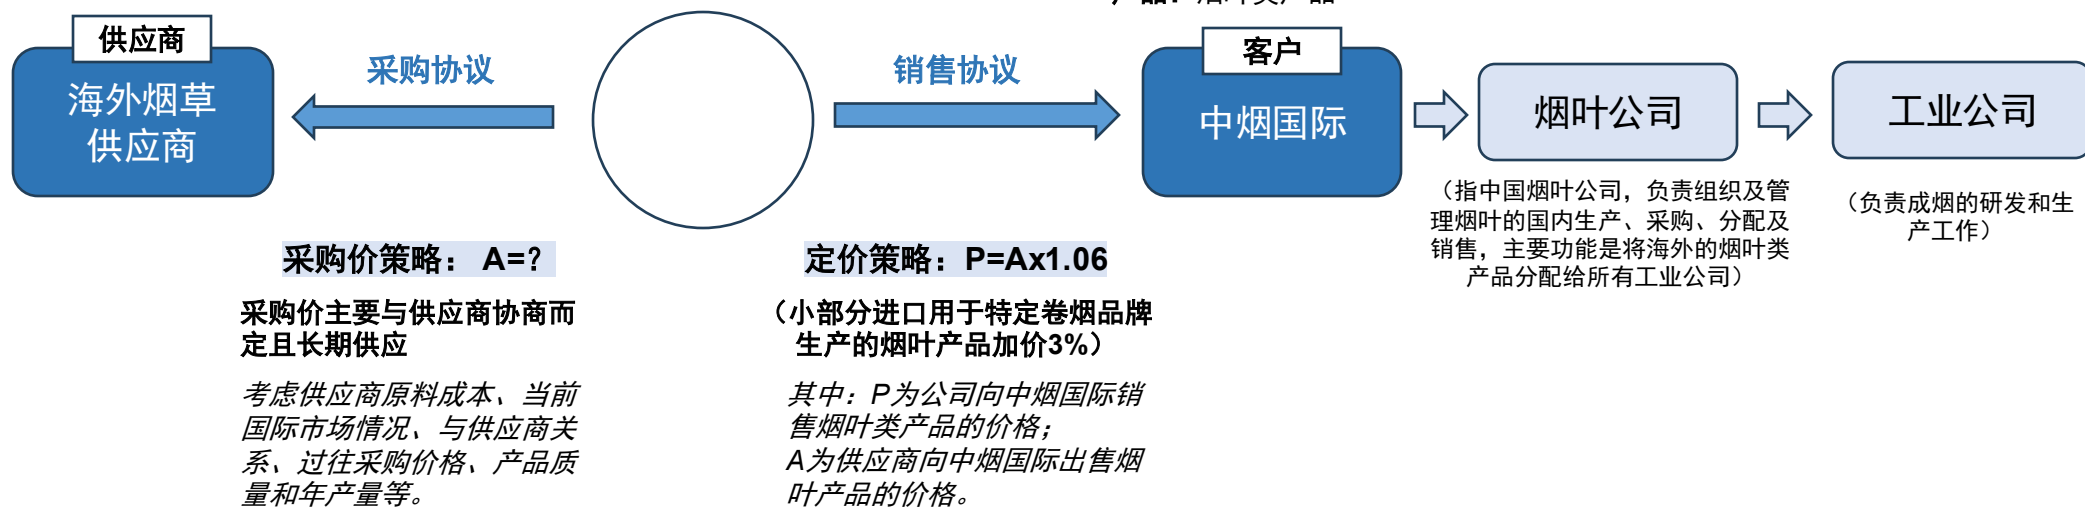 产品：烟叶类产品
供应商
海外烟草
供应商
采购协议
销售协议
客户
中烟国际
烟叶公司
工业公司
（指中国烟叶公司，负责组织及管
理烟叶的国内生产、采购、分配及
销售，主要功能是将海外的烟叶类
产品分配给所有工业公司）
（负责成烟的研发和生
产工作）
采购价策略： A=？
采购价主要与供应商协商而
定且长期供应
考虑供应商原料成本、当前
国际市场情况、与供应商关
系、过往采购价格、产品质
量和年产量等。
定价策略：P=Ax1.06
（小部分进口用于特定卷烟品牌
生产的烟叶产品加价3%）
其中：P为公司向中烟国际销
售烟叶类产品的价格；
A为供应商向中烟国际出售烟
叶产品的价格。